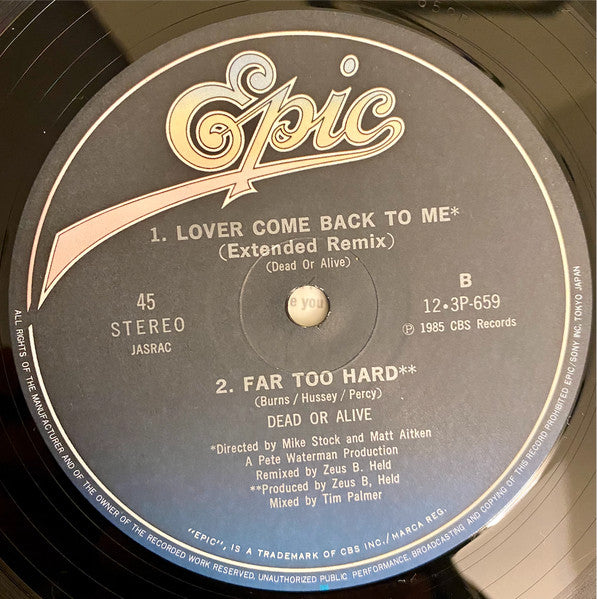 Epic
1. LOVER COME BACK TO ME*
(Extended Remix)
(Dead Or Alive)
45
STEREO
JASRAC
e you
B
12•3P-659
Ⓟ 1985 CBS Records
2. FAR TOO HARD**
(Burns / Hussey / Percy)
DEAD OR ALIVE
*Directed by Mike Stock and Matt Aitken
A Pete Waterman Production
Remixed by Zeus B. Held
**Produced by Zeus B, Held
Mixed by Tim Palmer
"EPIC", IS A TRADEMARK OF CBS INC./MARCA REG.
ALL RIGHTS OF THE MANUFACTURER AND OF THE OWNER OF THE RECORDED WORK RESERVED. UNAUTHORIZED PUBLIC PERFORMANCE, BROADCASTING AND COPYING OF THIS RECORD PROHIBITED EPIC/SONY INC. TOKYO JAPAN